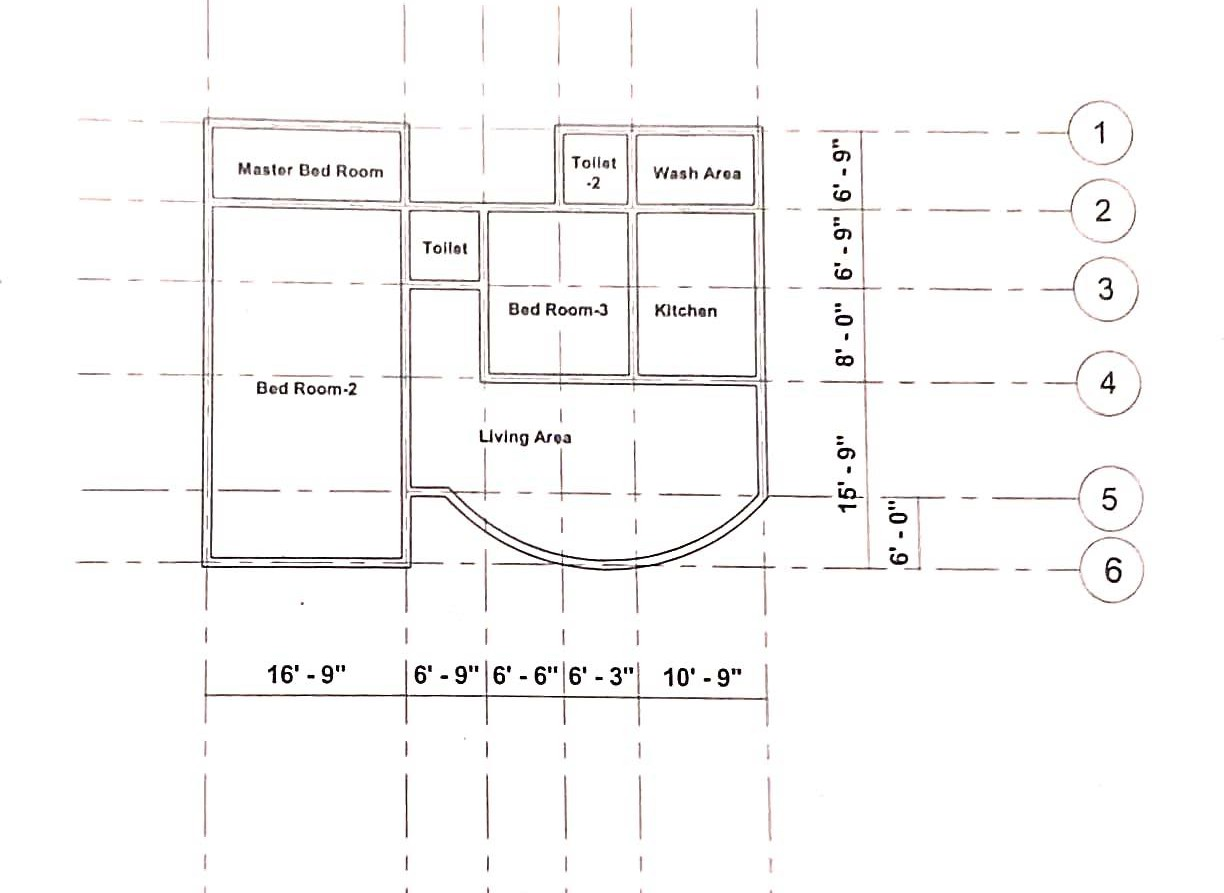 1
6' - 9"
Master Bed Room
Toilet
-2
Wash Area
2
Toilet
6' - 9"
3
Bed Room-3
Kitchen
8' - 0"
4
Bed Room-2
Living Area
15' - 9"
5
6' - 0"
6
16' - 9"
6' - 9"
6' - 6"
6' - 3"
10' - 9"